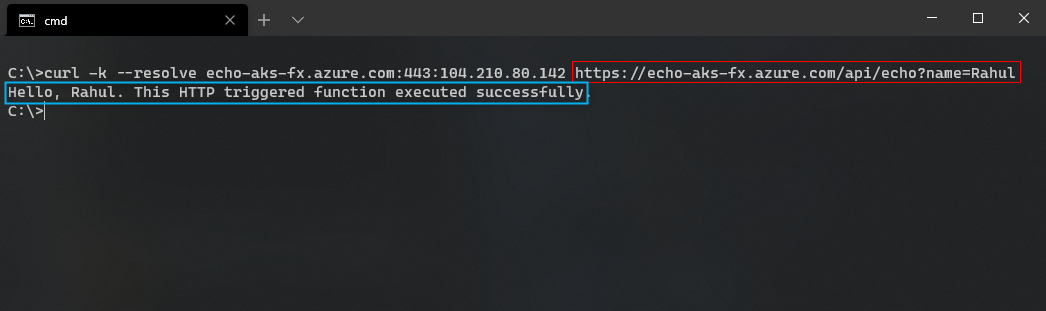 cmd
C:\>curl -k --resolve echo-aks-fx.azure.com:443:104.210.80.142 https://echo-aks-fx.azure.com/api/echo?name=Rahul
Hello, Rahul. This HTTP triggered function executed successfully.
C:\>